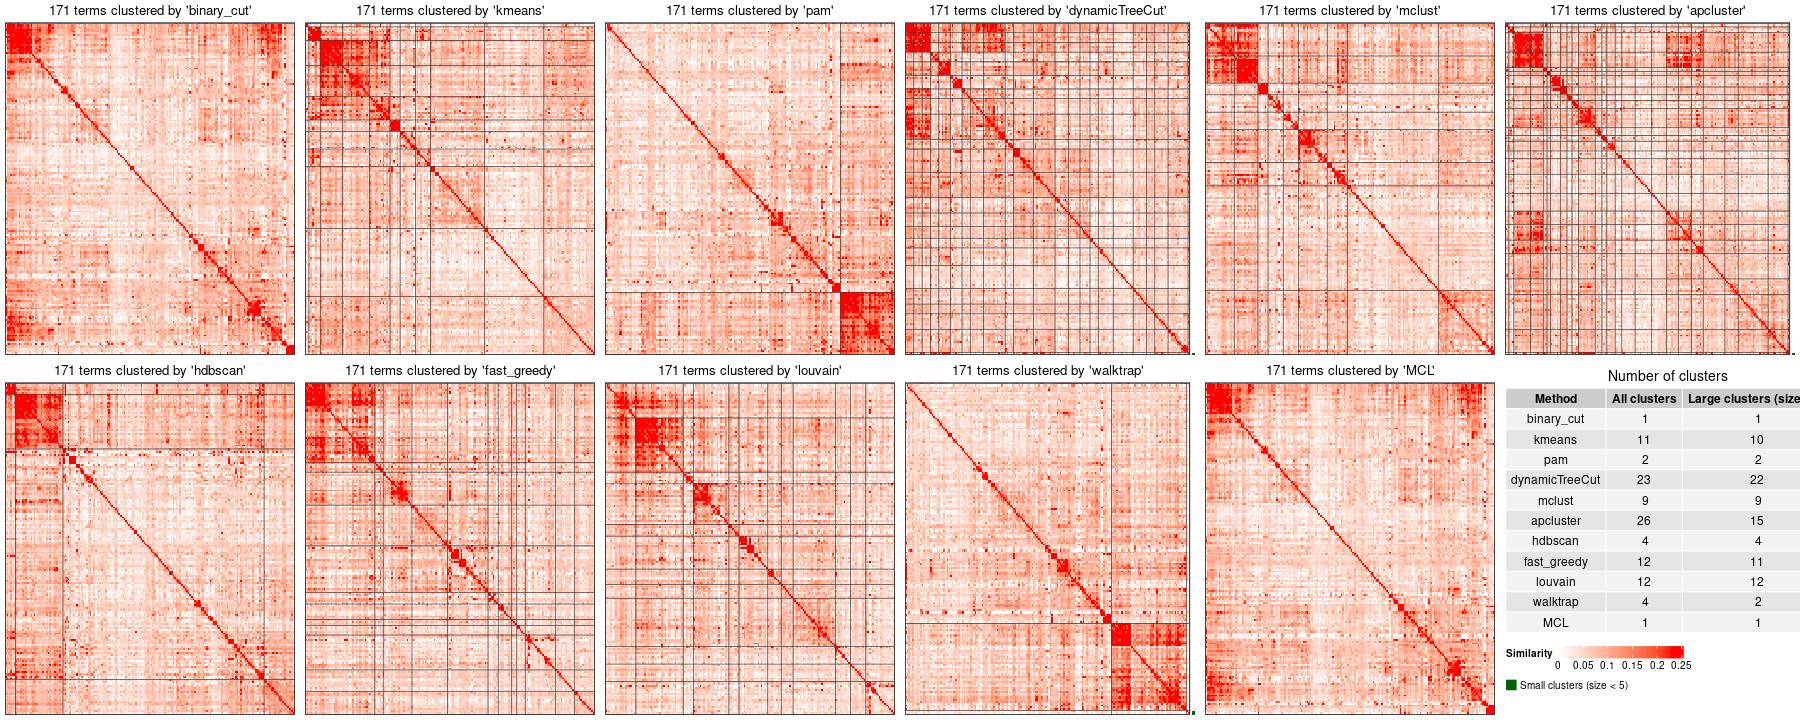 171 terms clustered by 'binary_cut'
171 terms clustered by 'kmeans'
171 terms clustered by 'pam'
171 terms clustered by 'dynamicTreeCut'
171 terms clustered by 'mclust'
171 terms clustered by 'apcluster'
171 terms clustered by 'hdbscan'
171 terms clustered by 'fast_greedy'
171 terms clustered by 'louvain'
171 terms clustered by 'walktrap'
171 terms clustered by 'MCL'
Number of clusters
Method All clusters Large clusters (size
binary_cut 1 1
kmeans 11 10
pam 2 2
dynamicTreeCut 23 22
mclust 9 9
apcluster 26 15
hdbscan 4 4
fast_greedy 12 11
louvain 12 12
walktrap 4 2
MCL 1 1
Similarity
0 0.05 0.1 0.15 0.2 0.25
Small clusters (size < 5)